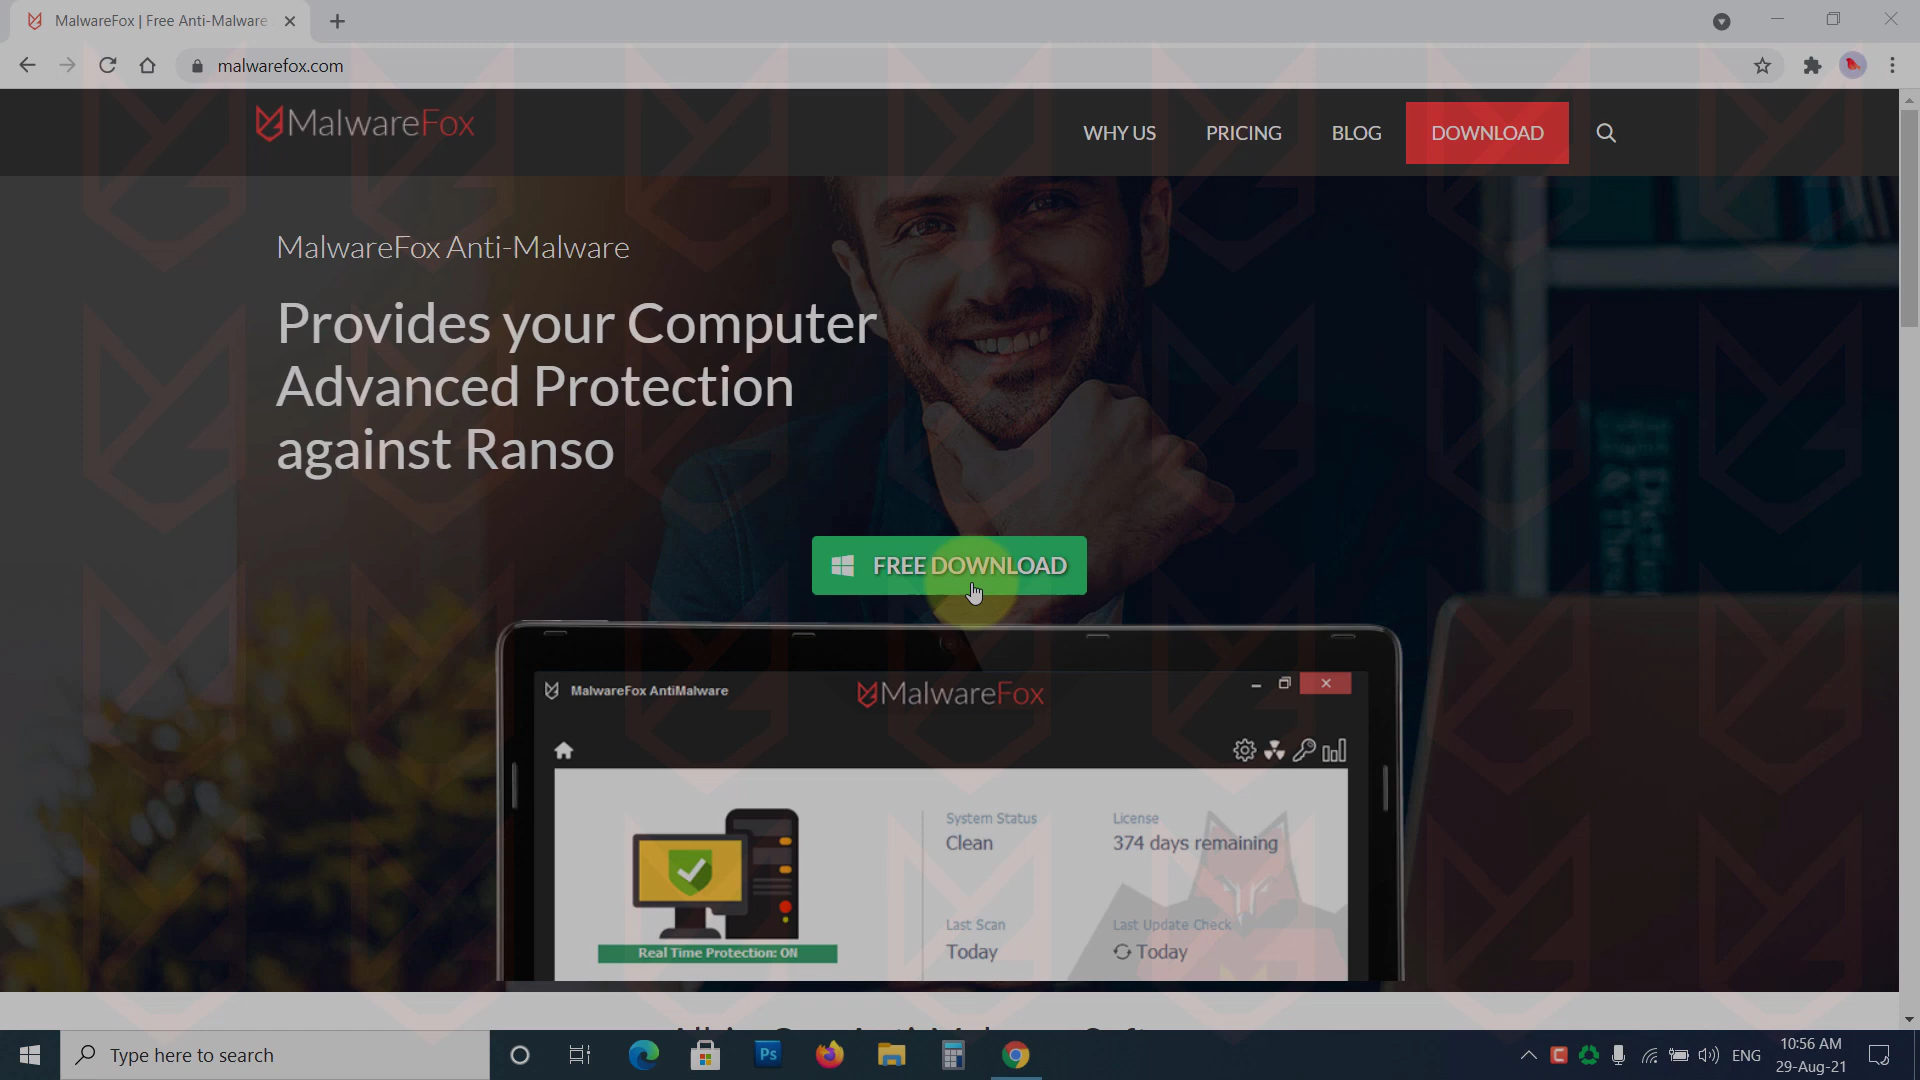 MalwareFox | Free Anti-Malware
malwarefox.com
MalwareFox
WHY US
PRICING
BLOG
DOWNLOAD
MalwareFox Anti-Malware
Provides your Computer
Advanced Protection
against Ranso
FREE DOWNLOAD
MalwareFox AntiMalware
MalwareFox
System Status
License
Clean
374 days remaining
Last Scan
Last Update Check
Real Time Protection: ON
Today
Today
Type here to search
Ps
ENG
10:56 AM
29-Aug-21